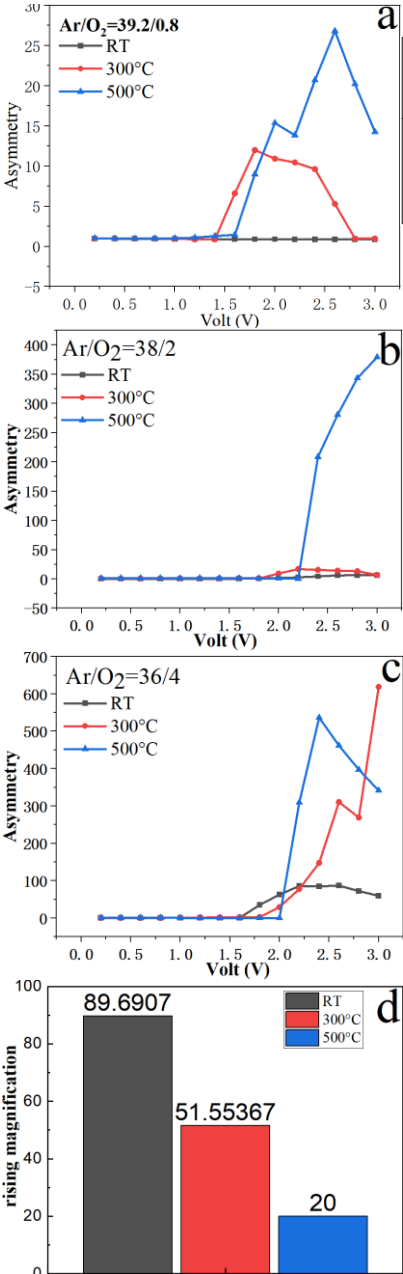 a
Ar/O2=39.2/0.8
RT
300°C
500°C
30
25
20
15
10
5
0
−5
Asymmetry
0.0 0.5 1.0 1.5 2.0 2.5 3.0
Volt (V)
b
Ar/O2=38/2
RT
300°C
500°C
400
350
300
250
200
150
100
50
0
−50
Asymmetry
0.0 0.5 1.0 1.5 2.0 2.5 3.0
Volt (V)
c
Ar/O2=36/4
RT
300°C
500°C
700
600
500
400
300
200
100
0
Asymmetry
0.0 0.5 1.0 1.5 2.0 2.5 3.0
Volt (V)
d
RT
300°C
500°C
100
80
60
40
20
0
rising magnification
89.6907
51.55367
20